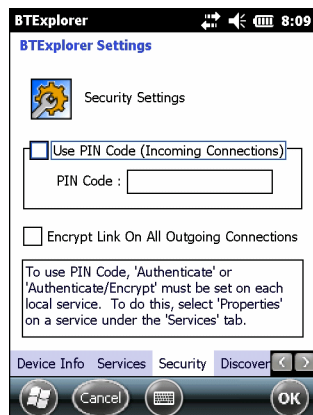 BTExplorer 8:09
BTExplorer Settings
Security Settings
Use PIN Code (Incoming Connections)
PIN Code :
Encrypt Link On All Outgoing Connections
To use PIN Code, 'Authenticate' or
'Authenticate/Encrypt' must be set on each
local service. To do this, select 'Properties'
on a service under the 'Services' tab.
Device Info Services Security Discover
Cancel OK